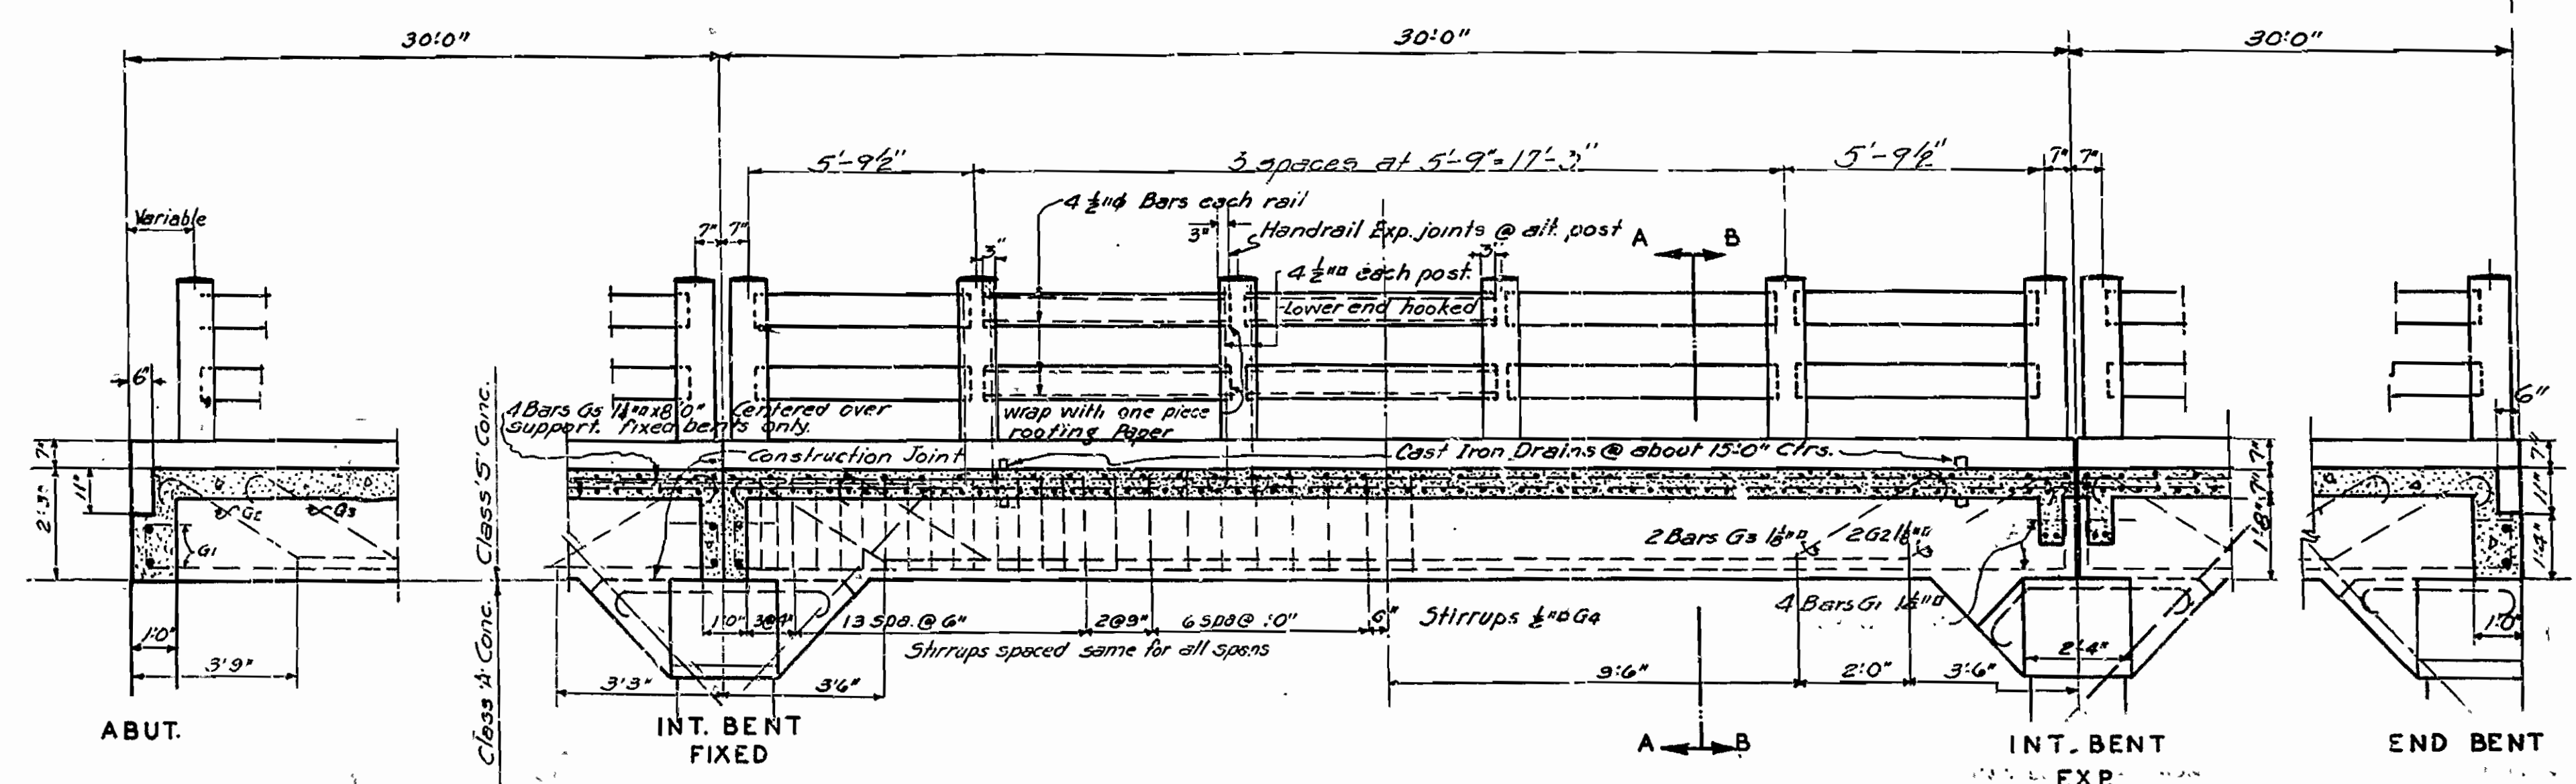 30'0" 30'0" 30'0"
5'-9½" 3 spaces at 5'-9"=17'-3" 5'-9½" 7" 7"
4 ½"φ Bars each rail
Variable
7" 7" 3" Handrail Exp. joints @ alt. post A B
3" 3"
4 ½"□ each post
Lower end hooked
6" 6"
4 Bars G5 1¼"□x8'0" Centered over
support. fixed bents only.
wrap with one piece
roofing Paper
Construction Joint
Cast Iron Drains @ about 15'-0" Ctrs.
7" 7" 7"
2'-3" 11" 7" 11"
G2 G3
G1
1'-8" 1'-4"
2 Bars G3 1⅛"□ 2G2 1⅛"□
4 Bars G1
Class 'S' Conc.
Class 'A' Conc.
1'0" 1'0" 3@4" 13 Spa. @ 6" 2@9" 6 spa@ 1'0" 6" Stirrups ½"□ G4 1'0"
Stirrups spaced same for all spans
2'-4"
3'9" 3'3" 3'6" 9'-6" 2'-0" 3'-6"
ABUT.
INT. BENT
FIXED
A B
INT. BENT
EXP.
END BENT